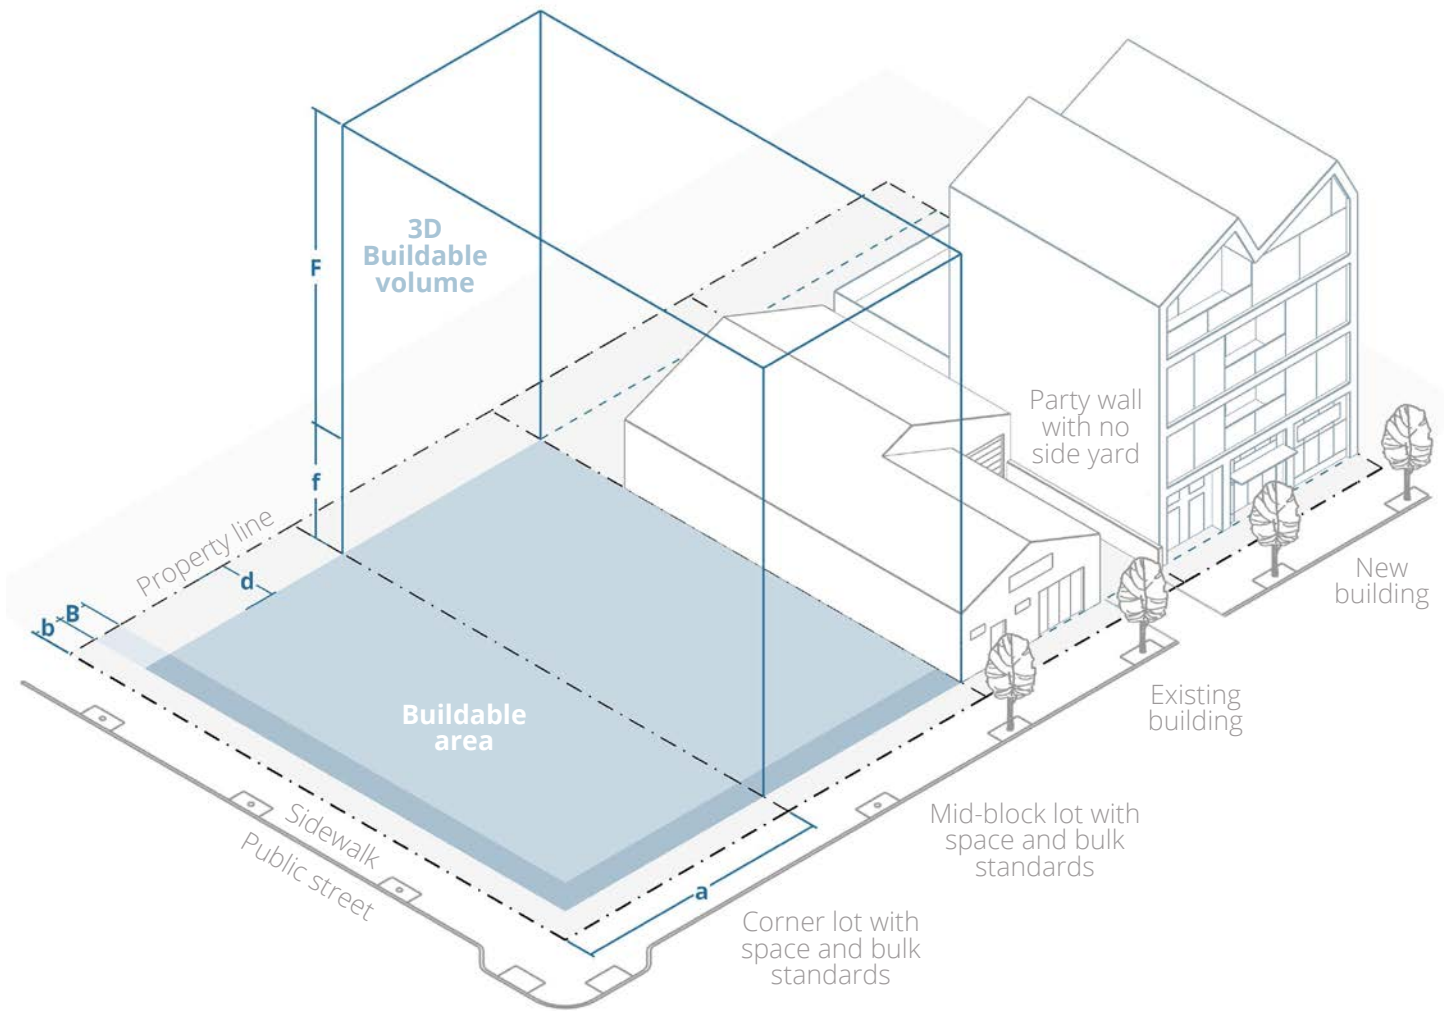 3D
Buildable
volume
F
f
Party wall
with no
side yard
Property line
d
B
b
New
building
Existing
building
Buildable
area
Sidewalk
Public street
a
Mid-block lot with
space and bulk
standards
Corner lot with
space and bulk
standards